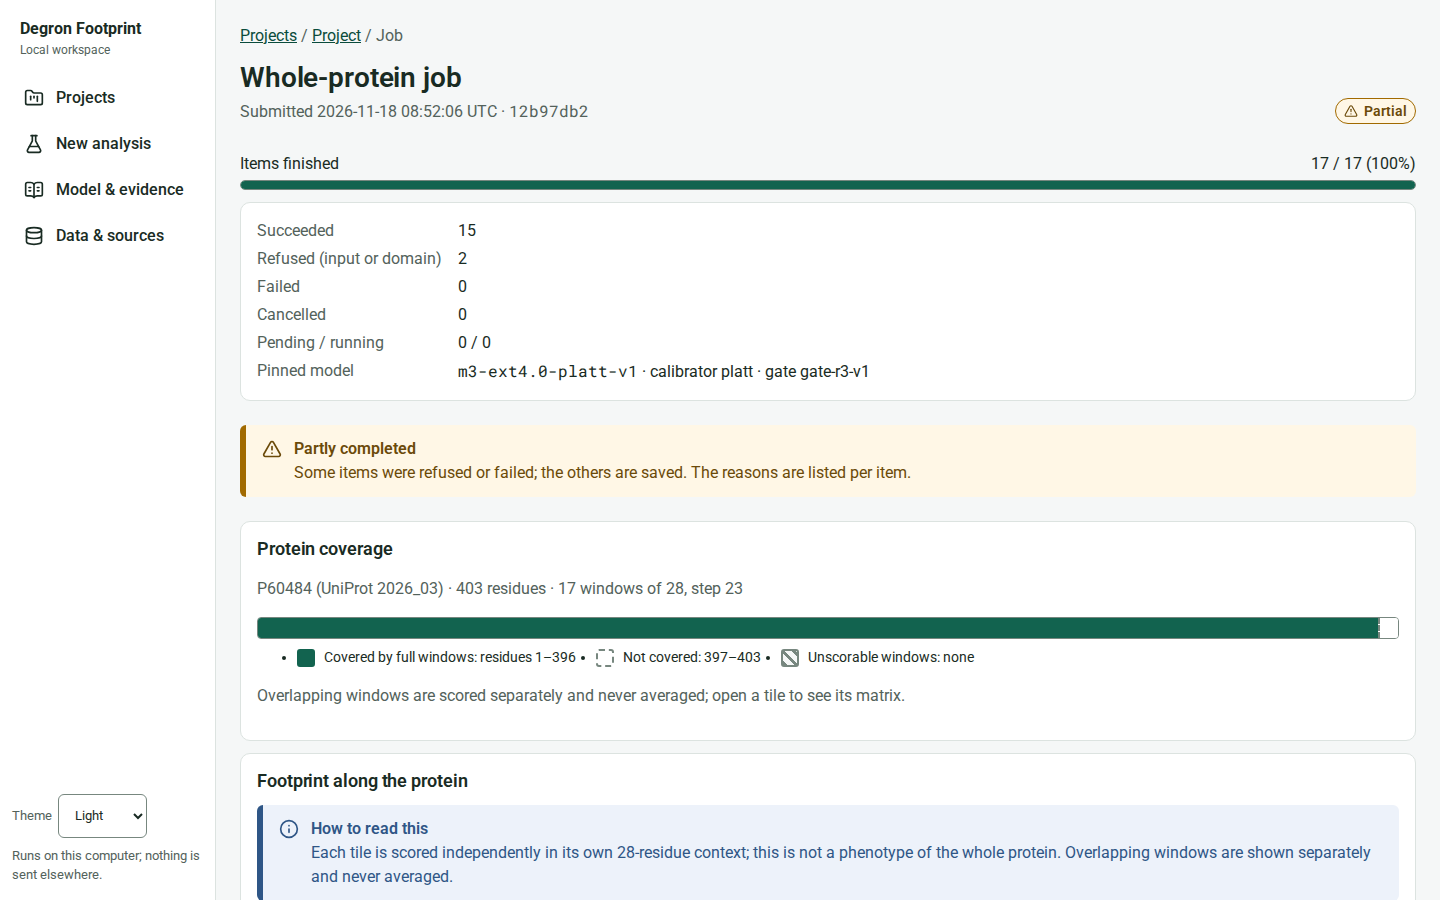 Degron Footprint
Local workspace
Projects
New analysis
Model & evidence
Data & sources
Theme Light
Runs on this computer; nothing is
sent elsewhere.
Projects / Project / Job
Whole-protein job
Submitted 2026-11-18 08:52:06 UTC · 12b97db2
Partial
Items finished 17 / 17 (100%)
Succeeded 15
Refused (input or domain) 2
Failed 0
Cancelled 0
Pending / running 0 / 0
Pinned model m3-ext4.0-platt-v1 · calibrator platt · gate gate-r3-v1
Partly completed
Some items were refused or failed; the others are saved. The reasons are listed per item.
Protein coverage
P60484 (UniProt 2026_03) · 403 residues · 17 windows of 28, step 23
• Covered by full windows: residues 1–396 • Not covered: 397–403 • Unscorable windows: none
Overlapping windows are scored separately and never averaged; open a tile to see its matrix.
Footprint along the protein
How to read this
Each tile is scored independently in its own 28-residue context; this is not a phenotype of the whole protein. Overlapping windows are shown separately
and never averaged.